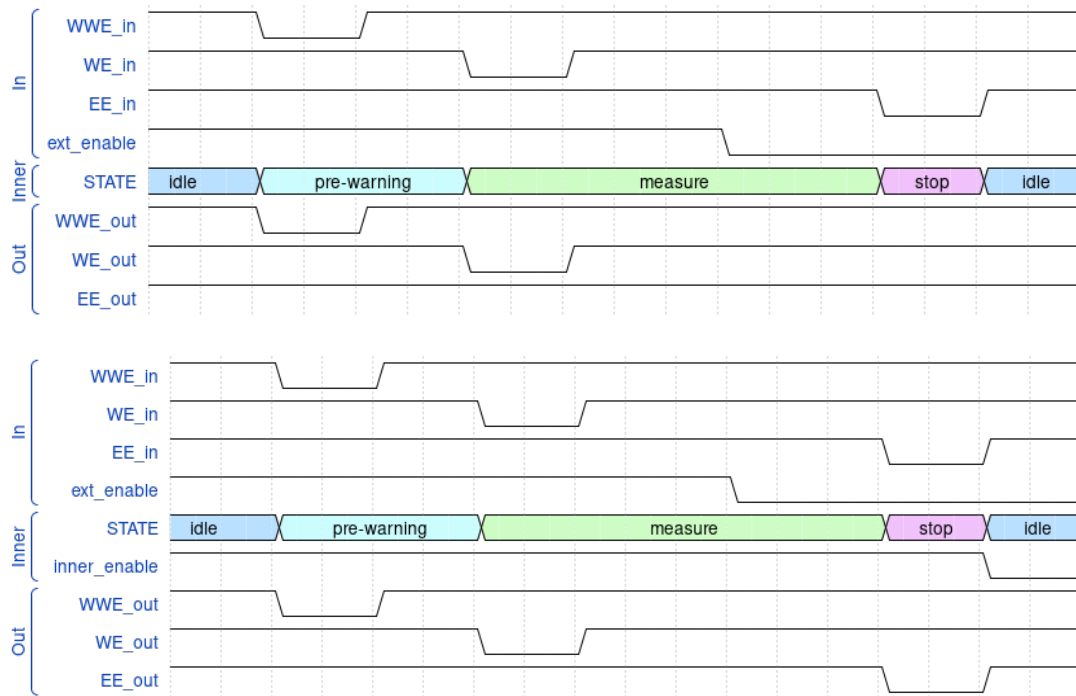 In
WWE_in
WE_in
EE_in
ext_enable
Inner
STATE
idle
pre-warning
measure
stop
idle
Out
WWE_out
WE_out
EE_out
In
WWE_in
WE_in
EE_in
ext_enable
Inner
STATE
idle
pre-warning
measure
stop
idle
inner_enable
Out
WWE_out
WE_out
EE_out